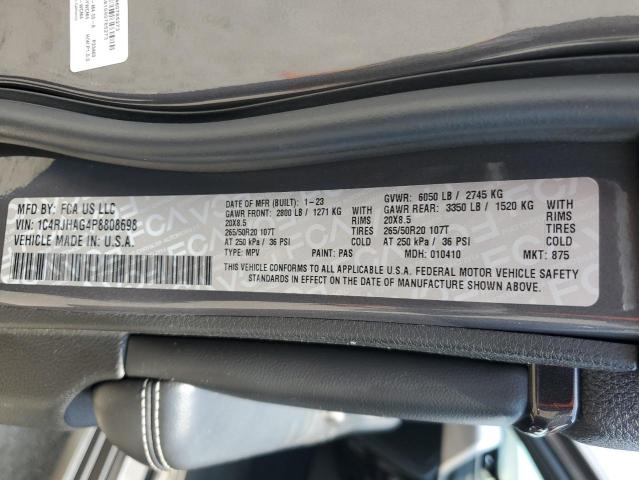 MFD BY: FCA US LLC
VIN: 1C4RJHAG4P8808698
VEHICLE MADE IN: U.S.A.
DATE OF MFR (BUILT): 1-23
GAWR FRONT: 2800 LB / 1271 KG WITH
20X8.5 RIMS
265/50R20 107T TIRES
AT 250 kPa / 36 PSI
TYPE: MPV PAINT: PAS
GVWR: 6050 LB / 2745 KG
GAWR REAR: 3350 LB / 1520 KG WITH
20X8.5 RIMS
265/50R20 107T TIRES
AT 250 kPa / 36 PSI
MDH: 010410 MKT: 875
THIS VEHICLE CONFORMS TO ALL APPLICABLE U.S.A. FEDERAL MOTOR VEHICLE SAFETY
STANDARDS IN EFFECT ON THE DATE OF MANUFACTURE SHOWN ABOVE.